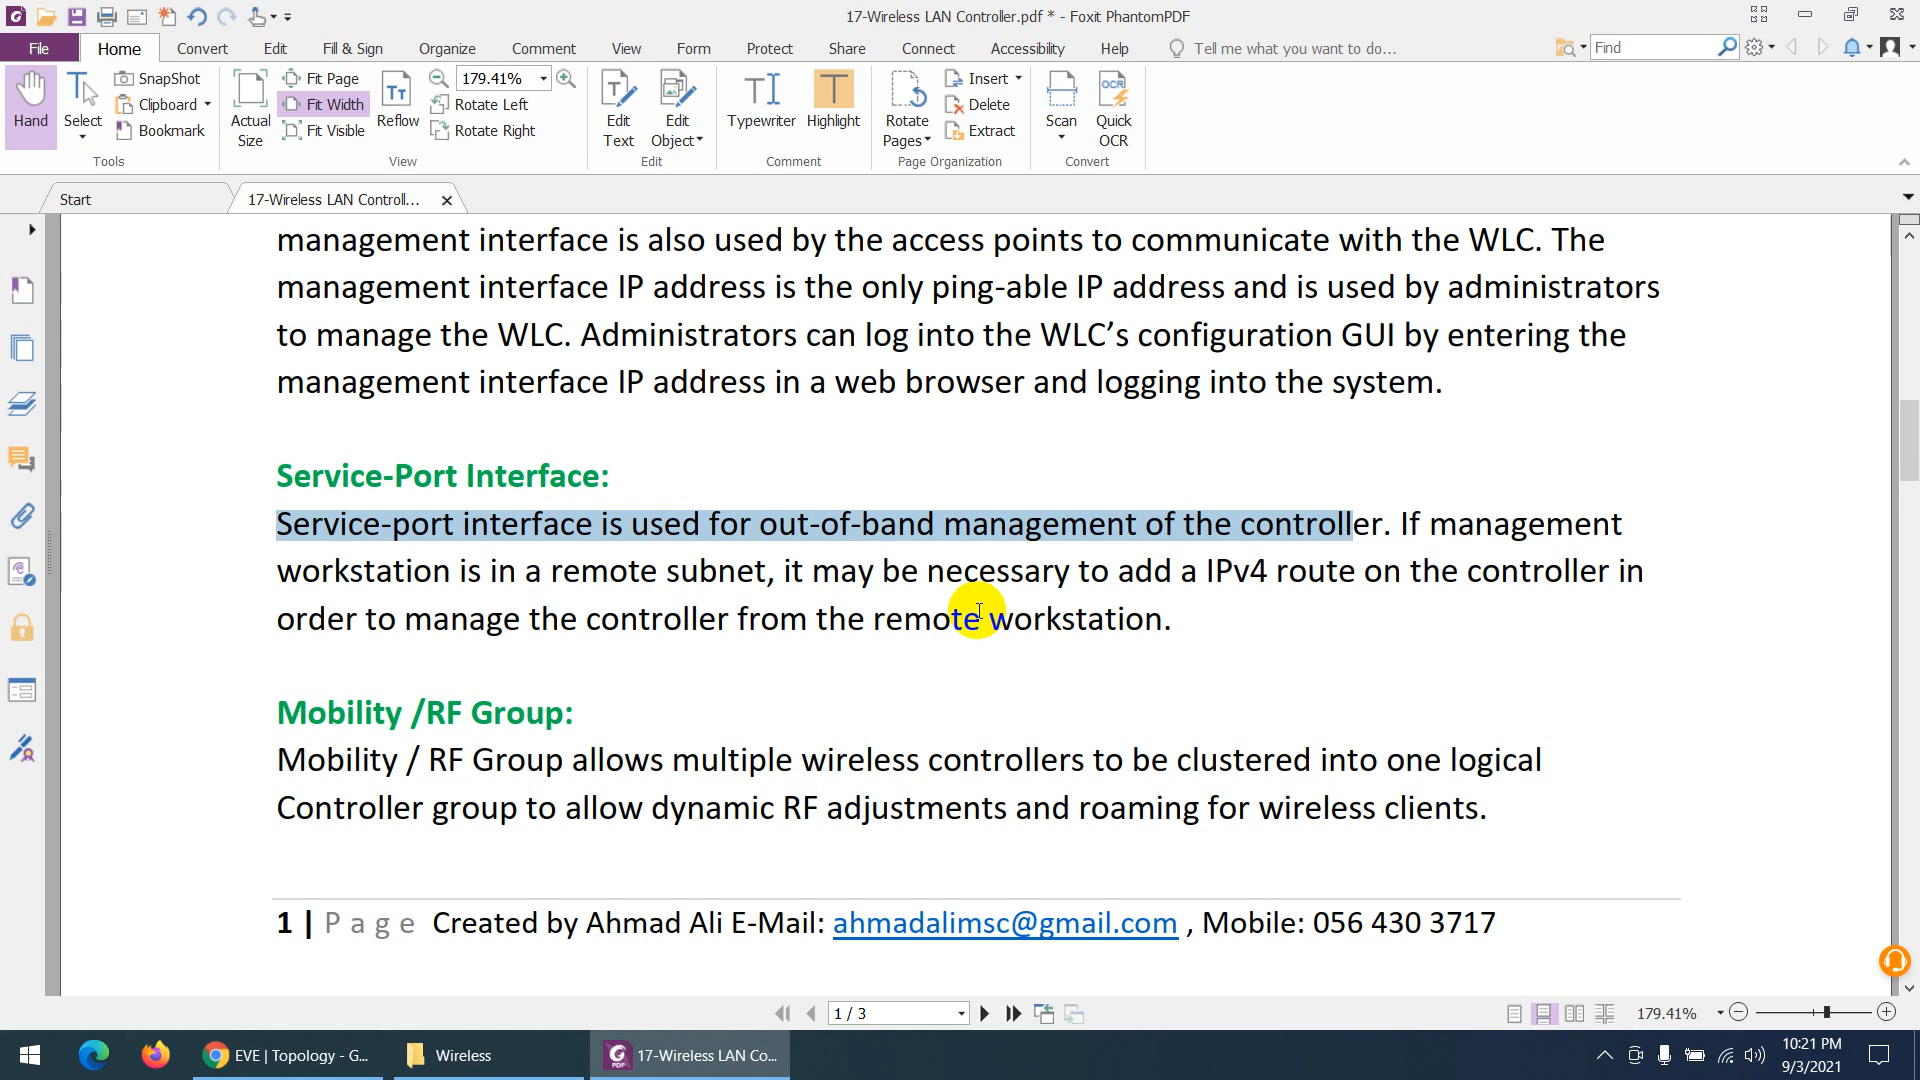 17-Wireless LAN Controller.pdf * - Foxit PhantomPDF
File Home Convert Edit Fill & Sign Organize Comment View Form Protect Share Connect Accessibility Help Tell me what you want to do... Find
Hand
Select
SnapShot
Clipboard
Bookmark
Tools
Actual
Size
Fit Page
Fit Width
Fit Visible
Reflow
179.41%
Rotate Left
Rotate Right
View
Edit
Text
Edit
Object
Edit
Typewriter
Highlight
Comment
Rotate
Pages
Insert
Delete
Extract
Page Organization
Scan
OCR
Quick
OCR
Convert
Start
17-Wireless LAN Controll...
management interface is also used by the access points to communicate with the WLC. The
management interface IP address is the only ping-able IP address and is used by administrators
to manage the WLC. Administrators can log into the WLC’s configuration GUI by entering the
management interface IP address in a web browser and logging into the system.
Service-Port Interface:
Service-port interface is used for out-of-band management of the controller. If management
workstation is in a remote subnet, it may be necessary to add a IPv4 route on the controller in
order to manage the controller from the remote workstation.
Mobility /RF Group:
Mobility / RF Group allows multiple wireless controllers to be clustered into one logical
Controller group to allow dynamic RF adjustments and roaming for wireless clients.
1 | P a g e Created by Ahmad Ali E-Mail: ahmadalimsc@gmail.com , Mobile: 056 430 3717
1 / 3
179.41%
EVE | Topology - G...
Wireless
PDF
17-Wireless LAN Co...
10:21 PM
9/3/2021